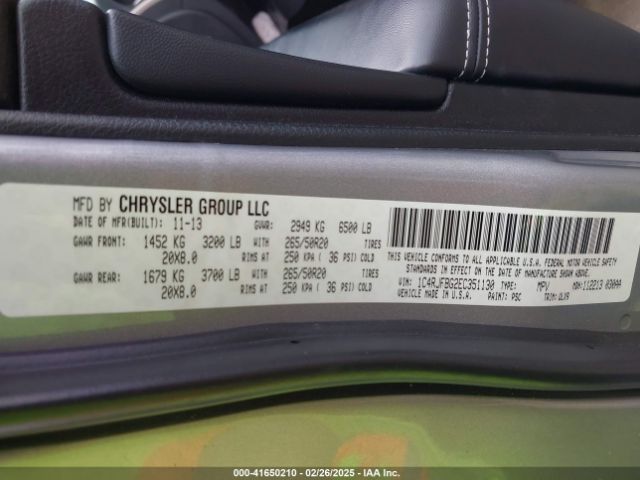 MFD BY CHRYSLER GROUP LLC
DATE OF MFR(BUILT): 11-13 GVWR: 2949 KG 6500 LB
GAWR FRONT: 1452 KG 3200 LB WITH 265/50R20 TIRES
20X8.0 RIMS AT 250 KPA ( 36 PSI) COLD
GAWR REAR: 1679 KG 3700 LB WITH 265/50R20 TIRES
20X8.0 RIMS AT 250 KPA ( 36 PSI) COLD
THIS VEHICLE CONFORMS TO ALL APPLICABLE U.S.A. FEDERAL MOTOR VEHICLE SAFETY
STANDARDS IN EFFECT ON THE DATE OF MANUFACTURE SHOWN ABOVE.
VIN: 1C4RJFBG2EC351130 TYPE: MPV MDH: 112213 030AA
VEHICLE MADE IN U.S.A. PAINT: PSC TRIM:
000-41650210 | 02/26/2025 | IAA Inc.